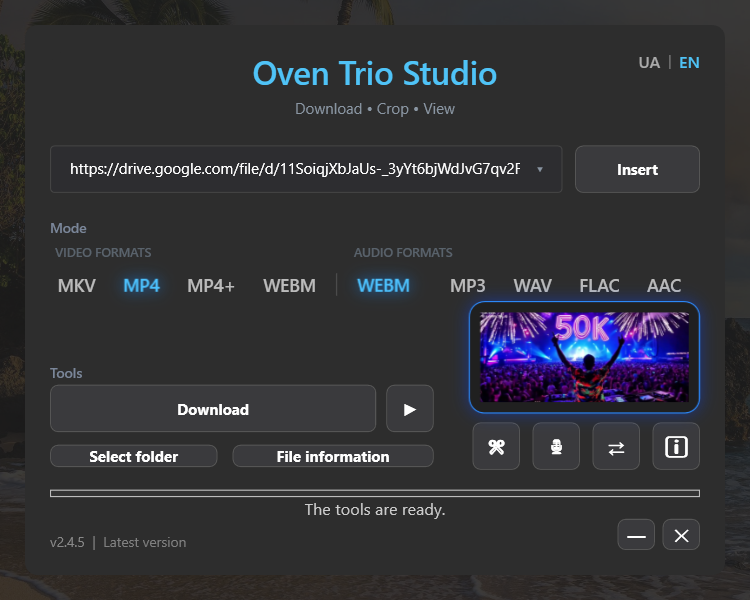 Oven Trio Studio
UA | EN
Download • Crop • View
https://drive.google.com/file/d/11SoiqjXbJaUs-_3yYt6bjWdJvG7qv2F
Insert
Mode
VIDEO FORMATS
AUDIO FORMATS
MKV MP4 MP4+ WEBM | WEBM MP3 WAV FLAC AAC
50K
Tools
Download
Select folder
File information
The tools are ready.
v2.4.5 | Latest version